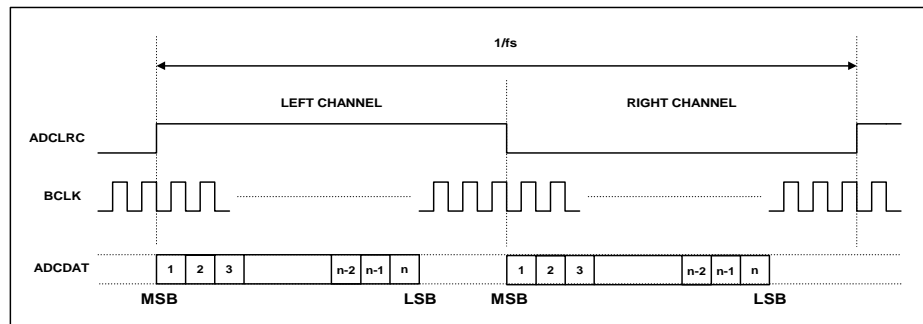 1/fs
LEFT CHANNEL RIGHT CHANNEL
ADCLRC
BCLK
ADCDAT 1 2 3 n-2 n-1 n 1 2 3 n-2 n-1 n
MSB LSB MSB LSB